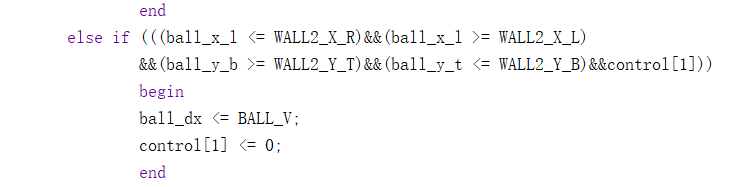 end
else if (((ball_x_l <= WALL2_X_R)&&(ball_x_l >= WALL2_X_L)
&&(ball_y_b >= WALL2_Y_T)&&(ball_y_t <= WALL2_Y_B)&&control[1]))
begin
ball_dx <= BALL_V;
control[1] <= 0;
end